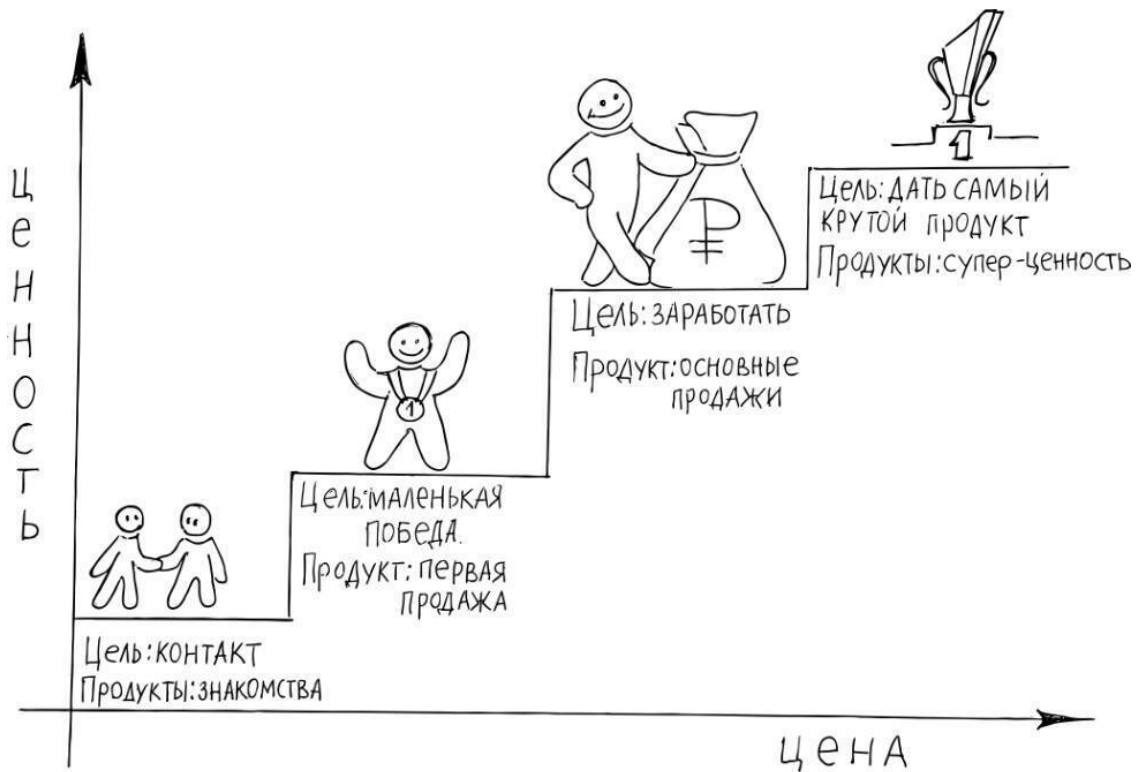 ЦЕННОСТЬ
1
Цель: ДАТЬ САМЫЙ
КРУТОЙ ПРОДУКТ
Продукты: СУПЕР-ЦЕННОСТЬ
₽
Цель: ЗАРАБОТАТЬ
Продукт: ОСНОВНЫЕ
ПРОДАЖИ
1
Цель: МАЛЕНЬКАЯ
ПОБЕДА.
Продукт: ПЕРВАЯ
ПРОДАЖА
Цель: КОНТАКТ
Продукты: ЗНАКОМСТВА
ЦЕНА